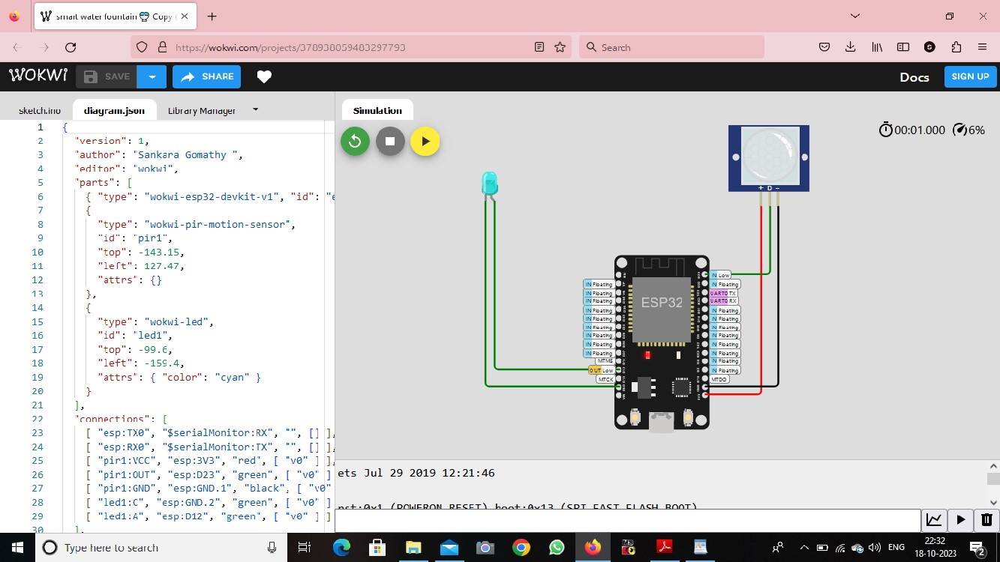 smart water fountain 🩵 Copy (
https://wokwi.com/projects/378938059483297793
Search
WOKWi
SAVE
SHARE
Docs
SIGN UP
sketch.ino
diagram.json
Library Manager
Simulation
1 {
2 "version": 1,
3 "author": "Sankara Gomathy ",
4 "editor": "wokwi",
5 "parts": [
6 { "type": "wokwi-esp32-devkit-v1", "id": "e
7 {
8 "type": "wokwi-pir-motion-sensor",
9 "id": "pir1",
10 "top": -143.15,
11 "left": 127.47,
12 "attrs": {}
13 },
14 {
15 "type": "wokwi-led",
16 "id": "led1",
17 "top": -99.6,
18 "left": -159.4,
19 "attrs": { "color": "cyan" }
20 }
21 ],
22 "connections": [
23 [ "esp:TX0", "$serialMonitor:RX", "", [] ],
24 [ "esp:RX0", "$serialMonitor:TX", "", [] ],
25 [ "pir1:VCC", "esp:3V3", "red", [ "v0" ] ],
26 [ "pir1:OUT", "esp:D23", "green", [ "v0" ]
27 [ "pir1:GND", "esp:GND.1", "black", [ "v0"
28 [ "led1:C", "esp:GND.2", "green", [ "v0" ]
29 [ "led1:A", "esp:D12", "green", [ "v0" ] ]
30 ],
00:01.000
6%
+ D -
ESP32
IN Floating
IN Floating
IN Floating
IN Floating
IN Floating
IN Floating
IN Floating
IN Floating
IN Floating
MTMS
OUT Low
MTCK
IN Low
IN Floating
UART0 TX
UART0 RX
IN Floating
IN Floating
IN Floating
IN Floating
IN Floating
IN Floating
IN Floating
IN Floating
MTDO
ets Jul 29 2019 12:21:46
rst:0x1 (POWERON_RESET),boot:0x13 (SPI_FAST_FLASH_BOOT)
Type here to search
ENG
22:32
18-10-2023
2